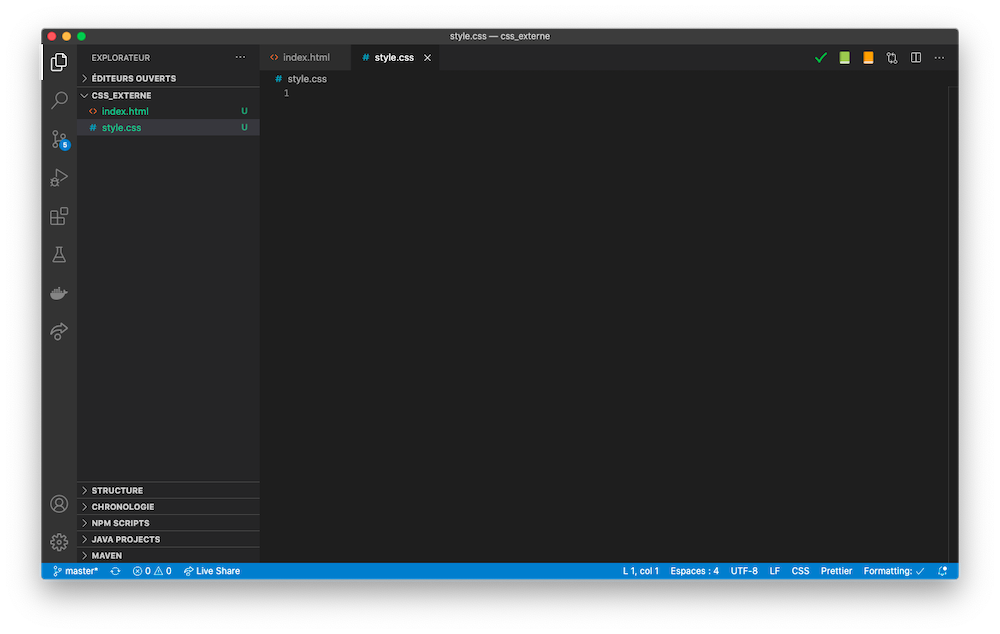 style.css — css_externe
EXPLORATEUR ···
index.html
style.css
ÉDITEURS OUVERTS
CSS_EXTERNE
index.html U
style.css U
style.css
1
5
STRUCTURE
CHRONOLOGIE
NPM SCRIPTS
JAVA PROJECTS
MAVEN
master* 0 0 Live Share L 1, col 1 Espaces : 4 UTF-8 LF CSS Prettier Formatting: ✓